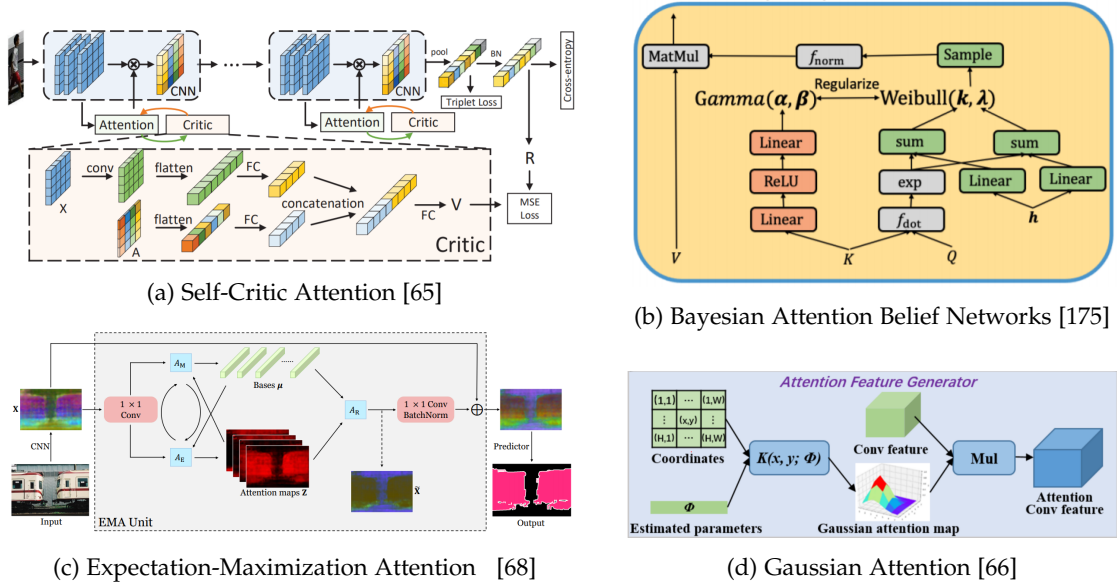 CNN
CNN
pool
BN
Triplet Loss
Cross-entropy
Attention
Critic
Attention
Critic
R
conv
flatten
FC
X
concatenation
flatten
FC
FC
V
MSE
Loss
A
Critic
(a) Self-Critic Attention [65]
MatMul
f_norm
Sample
Regularize
Gamma(α, β)
Weibull(k, λ)
Linear
sum
sum
ReLU
exp
Linear
Linear
Linear
f_dot
h
V
K
Q
(b) Bayesian Attention Belief Networks [175]
A_M
Bases μ
......
X
1 × 1
Conv
A_R
1 × 1 Conv
BatchNorm
CNN
A_E
Predictor
X̃
Attention maps Z
Input
EMA Unit
Output
(c) Expectation-Maximization Attention [68]
Attention Feature Generator
(1,1) ⋯ (1,W)
⋮ (x,y) ⋮
(H,1) ⋯ (H,W)
Coordinates
K(x, y; Φ)
Conv feature
Mul
Φ
Estimated parameters
Gaussian attention map
Attention
Conv feature
(d) Gaussian Attention [66]